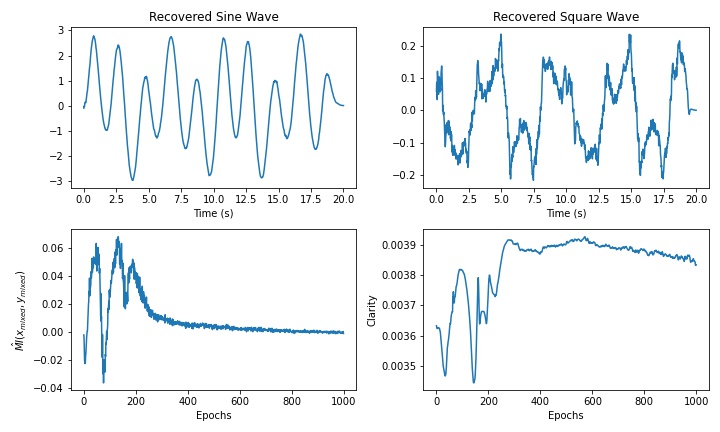 Recovered Sine Wave
3
2
1
0
−1
−2
−3
0.0 2.5 5.0 7.5 10.0 12.5 15.0 17.5 20.0
Time (s)
Recovered Square Wave
0.2
0.1
0.0
−0.1
−0.2
0.0 2.5 5.0 7.5 10.0 12.5 15.0 17.5 20.0
Time (s)
M̂I(x_mixed, y_mixed)
0.06
0.04
0.02
0.00
−0.02
−0.04
0 200 400 600 800 1000
Epochs
Clarity
0.0039
0.0038
0.0037
0.0036
0.0035
0 200 400 600 800 1000
Epochs